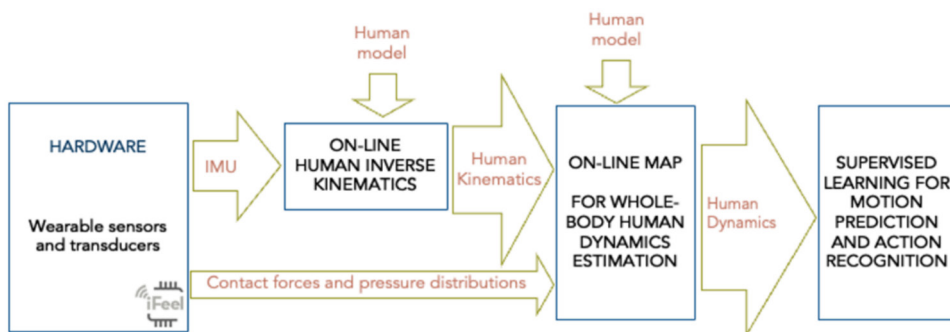 Human
model
Human
model
HARDWARE
Wearable sensors
and transducers
iFeel
IMU
ON-LINE
HUMAN INVERSE
KINEMATICS
Human
Kinematics
ON-LINE MAP
FOR WHOLE-
BODY HUMAN
DYNAMICS
ESTIMATION
Human
Dynamics
SUPERVISED
LEARNING FOR
MOTION
PREDICTION
AND ACTION
RECOGNITION
Contact forces and pressure distributions